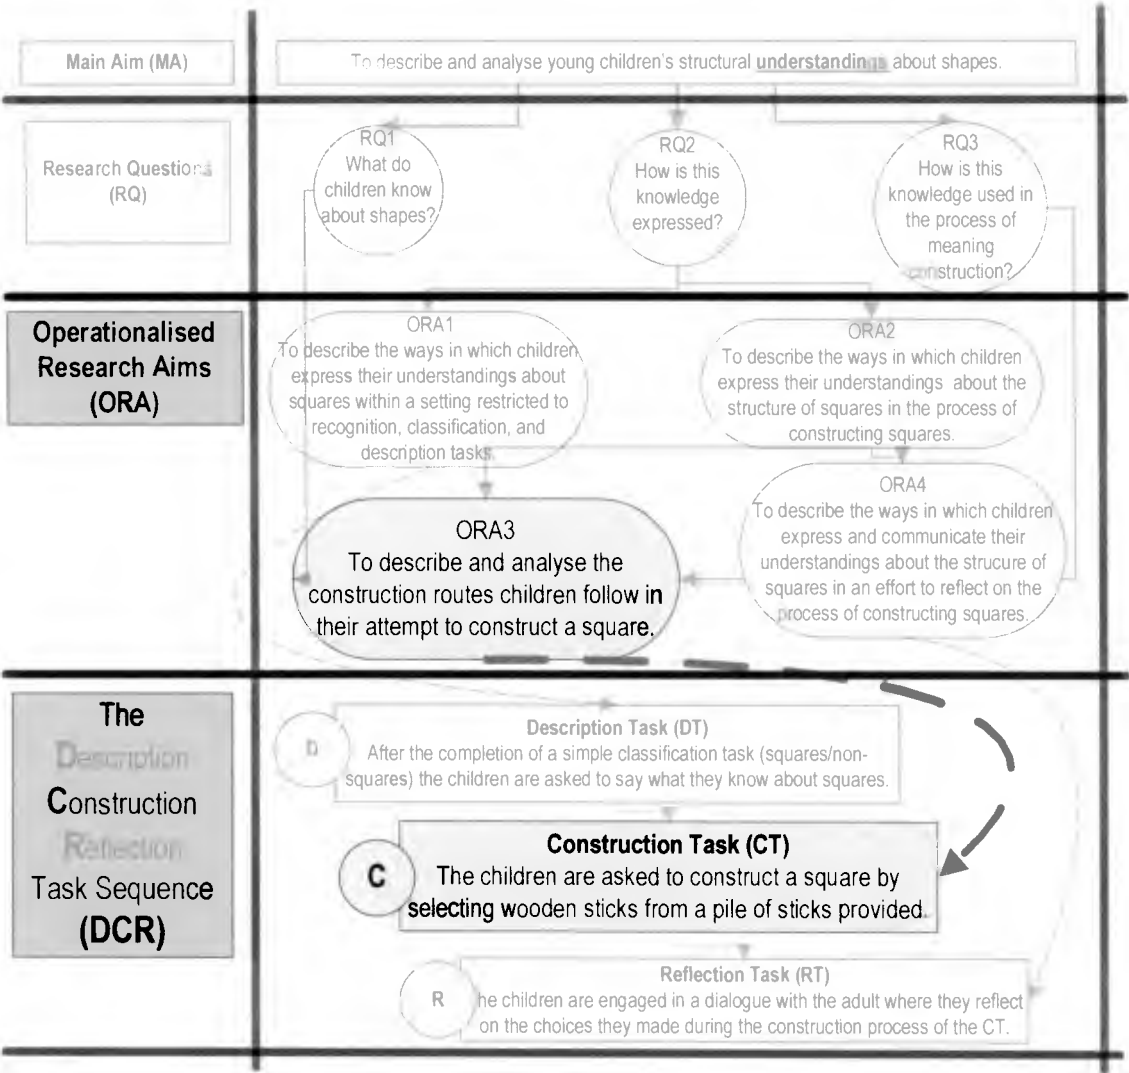 Main Aim (MA)
To describe and analyse young children's structural understandings about shapes.
Research Questions
(RQ)
RQ1
What do
children know
about shapes?
RQ2
How is this
knowledge
expressed?
RQ3
How is this
knowledge used in
the process of
meaning
construction?
Operationalised
Research Aims
(ORA)
ORA1
To describe the ways in which children
express their understandings about
squares within a setting restricted to
recognition, classification, and
description tasks.
ORA2
To describe the ways in which children
express their understandings about the
structure of squares in the process of
constructing squares.
ORA3
To describe and analyse the
construction routes children follow in
their attempt to construct a square.
ORA4
To describe the ways in which children
express and communicate their
understandings about the strucure of
squares in an effort to reflect on the
process of constructing squares.
The
Description
Construction
Reflection
Task Sequence
(DCR)
D
Description Task (DT)
After the completion of a simple classification task (squares/non-
squares) the children are asked to say what they know about squares.
C
Construction Task (CT)
The children are asked to construct a square by
selecting wooden sticks from a pile of sticks provided.
R
Reflection Task (RT)
he children are engaged in a dialogue with the adult where they reflect
on the choices they made during the construction process of the CT.